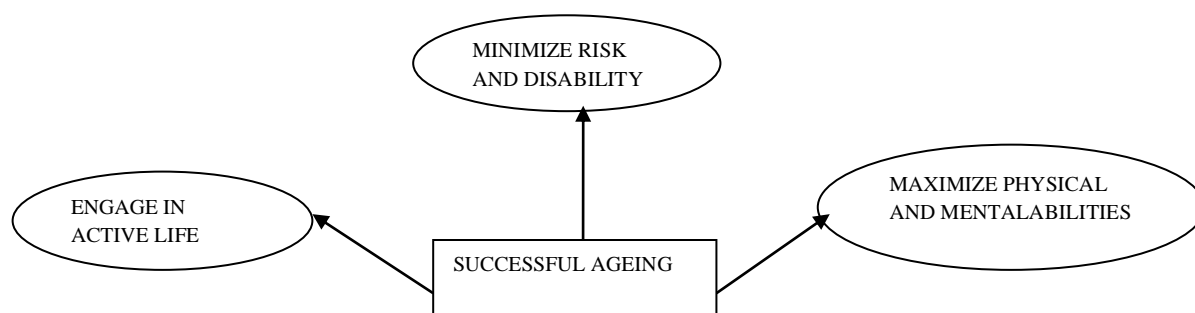 MINIMIZE RISK
AND DISABILITY
ENGAGE IN
ACTIVE LIFE
MAXIMIZE PHYSICAL
AND MENTALABILITIES
SUCCESSFUL AGEING